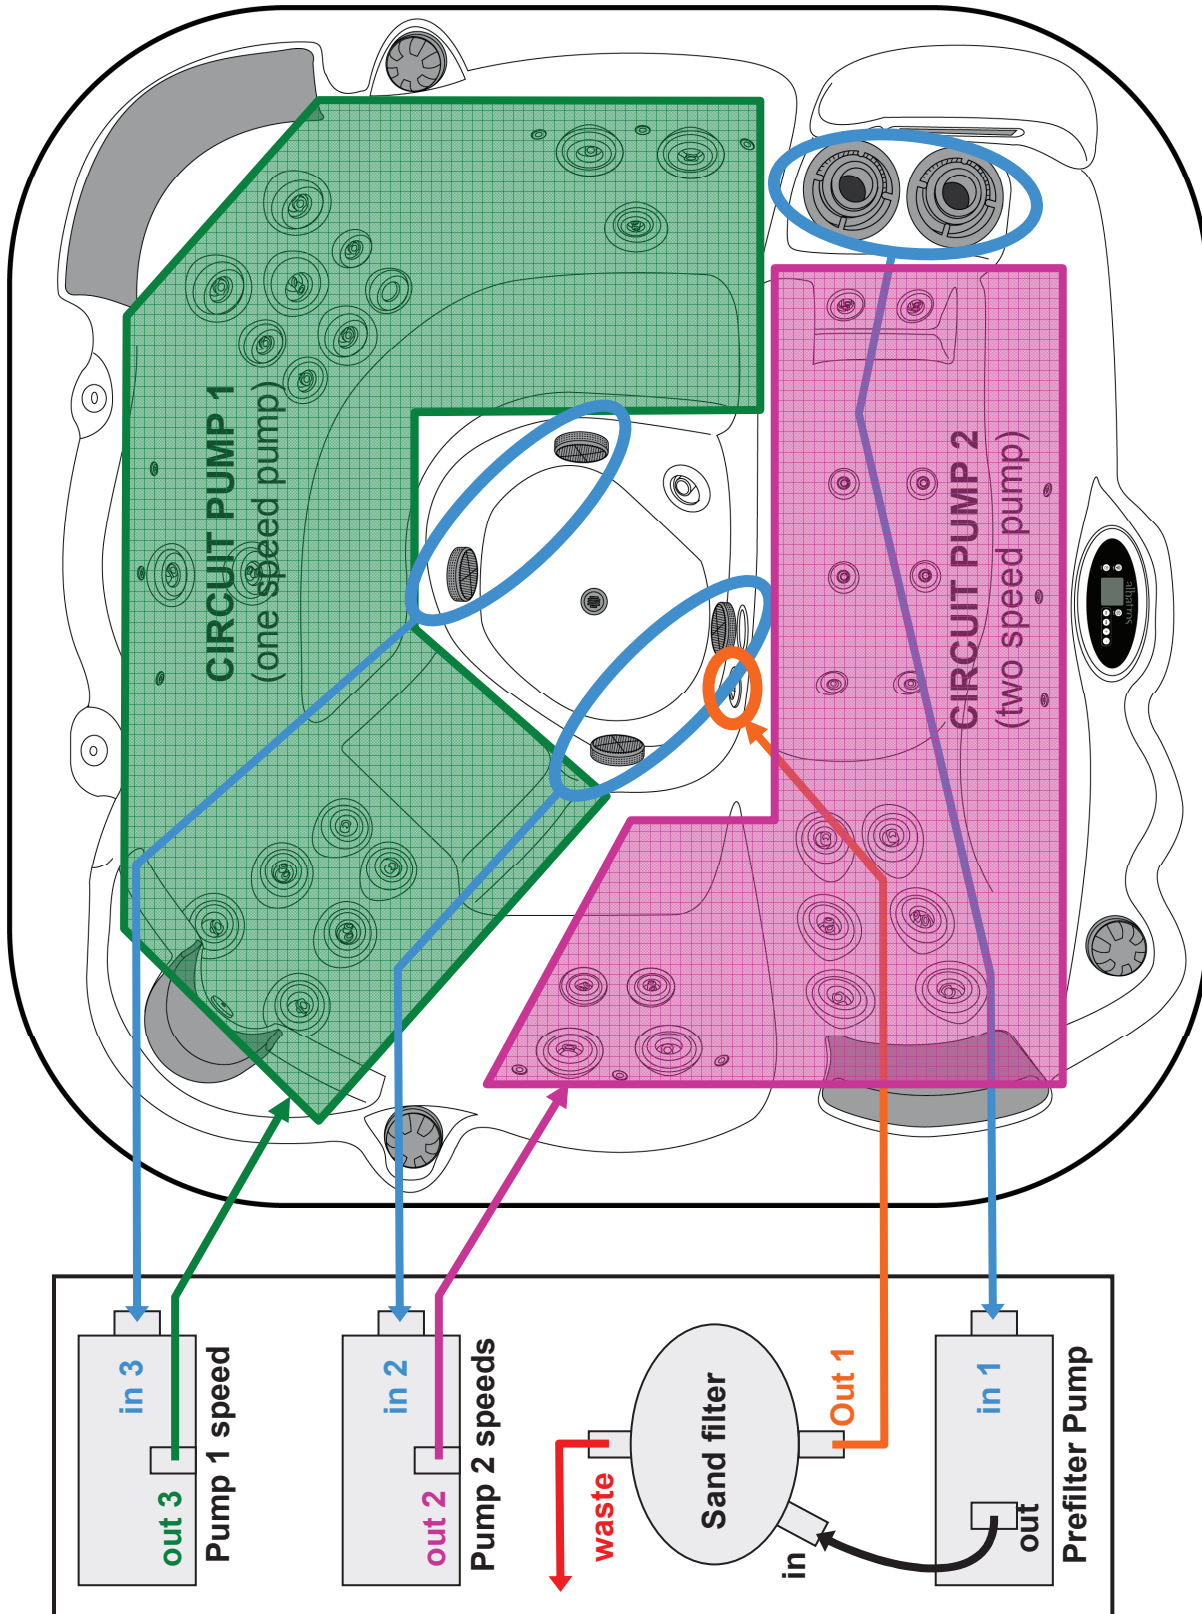 CIRCUIT PUMP 1
(one speed pump)
CIRCUIT PUMP 2
(two speed pump)
albatros
in 3
out 3
Pump 1 speed
in 2
out 2
Pump 2 speeds
waste
Sand filter
in
Out 1
in 1
out
Prefilter Pump